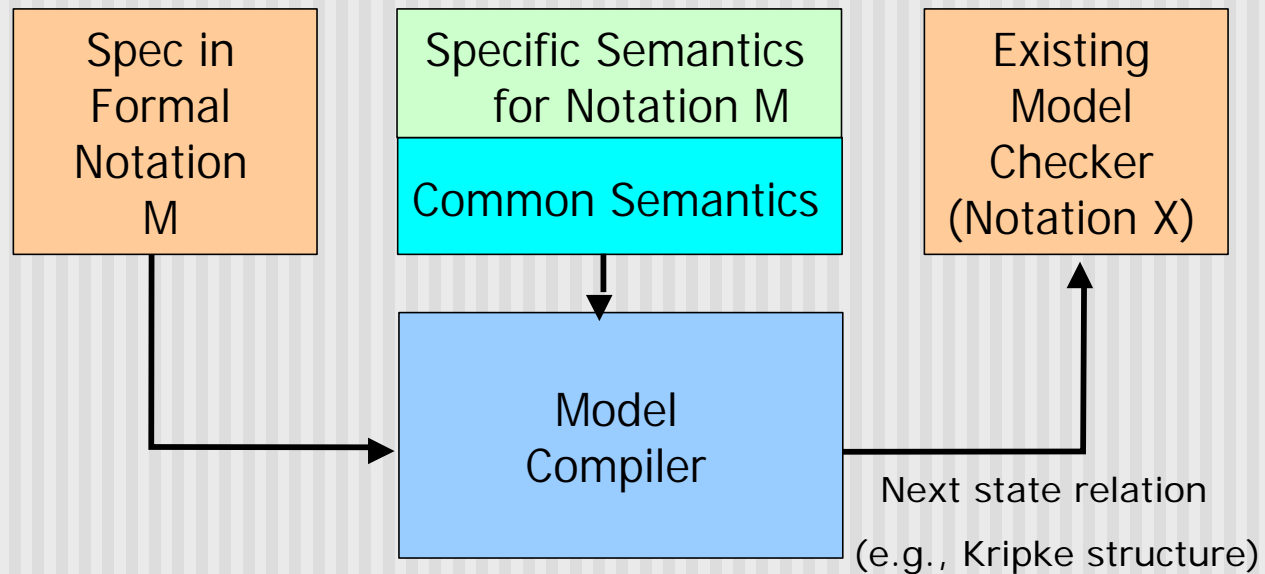 Spec in
Formal
Notation
M
Specific Semantics
for Notation M
Common Semantics
Existing
Model
Checker
(Notation X)
Model
Compiler
Next state relation
(e.g., Kripke structure)